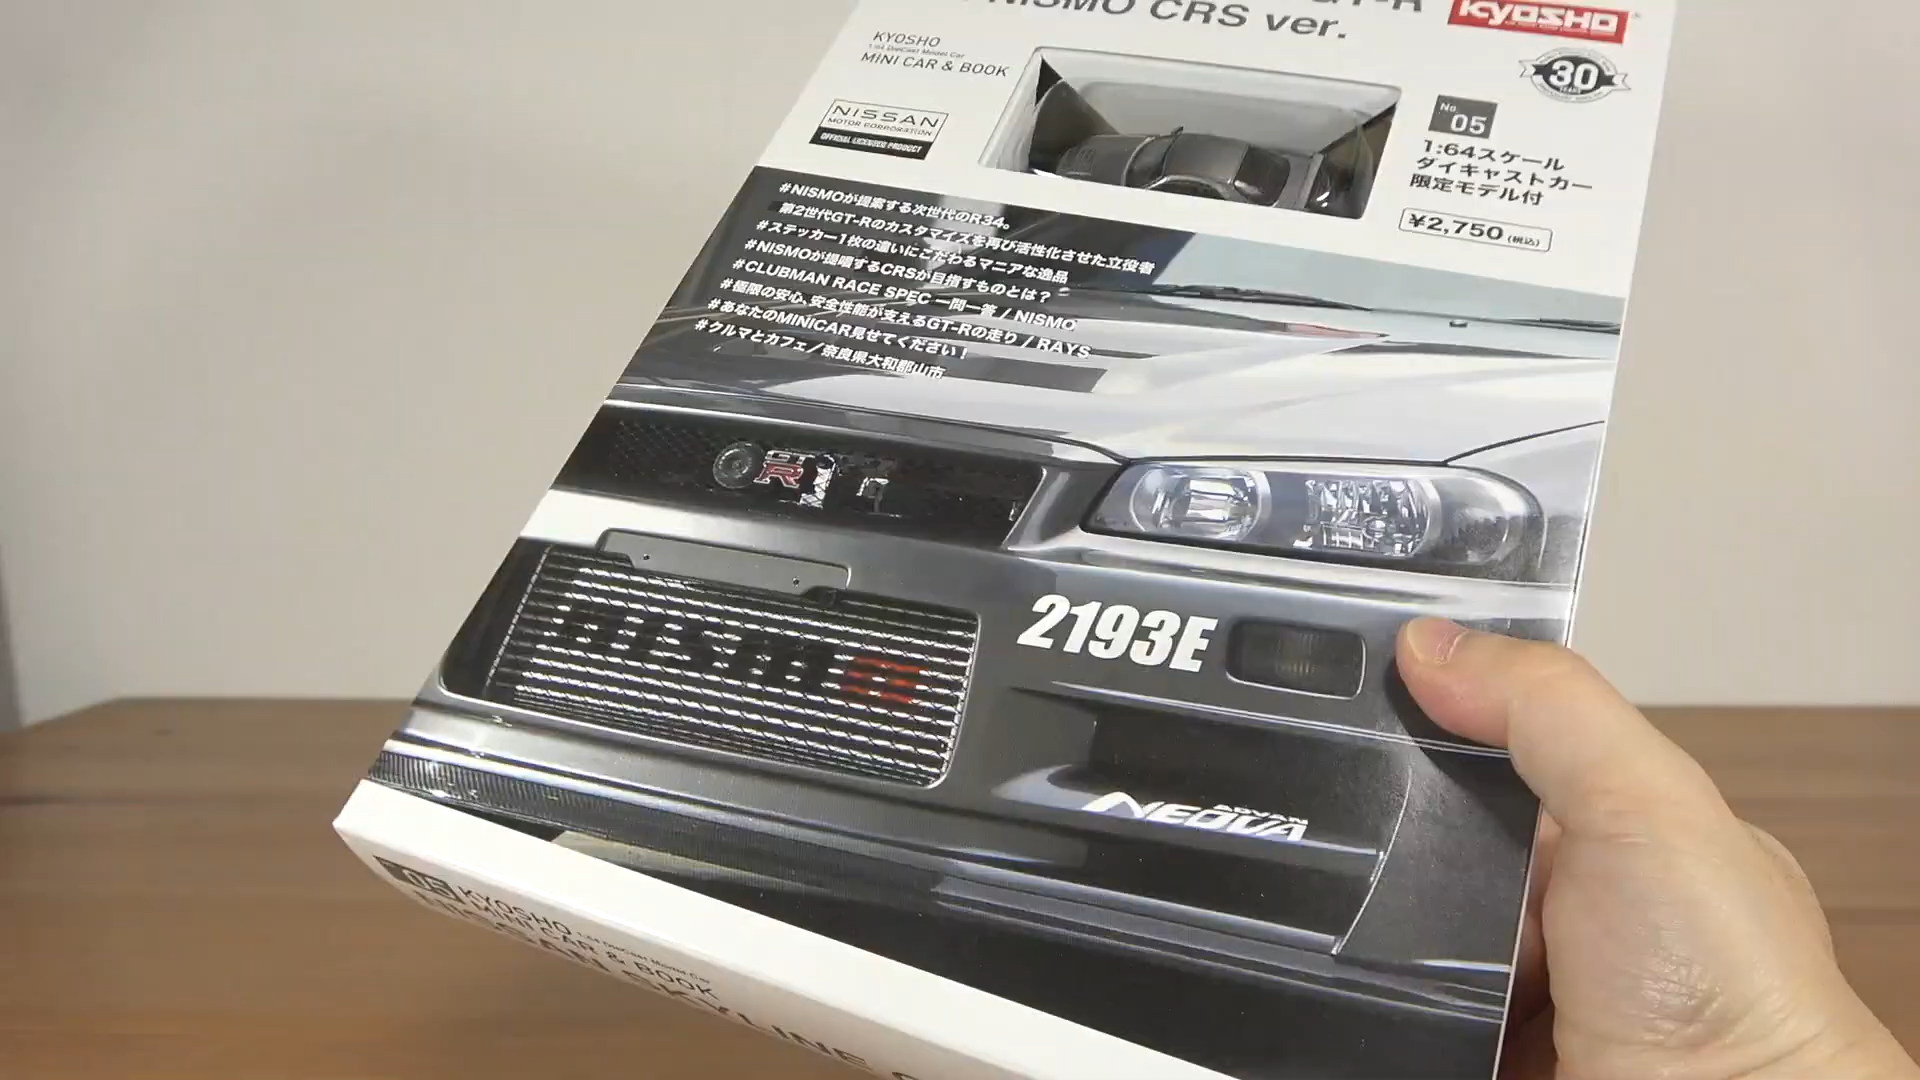 GT-R
NISMO CRS ver.
KYOSHO
KYOSHO
1:64 DieCast Model Car
MINI CAR & BOOK
30
YEARS
NISSAN
MOTOR CORPORATION
OFFICIAL LICENSED PRODUCT
No.
05
1:64スケール
ダイキャストカー
限定モデル付
¥2,750(税込)
#NISMOが提案する次世代のR34。
第2世代GT-Rのカスタマイズを再び活性化させた立役者
#ステッカー1枚の違いにこだわるマニアな逸品
#NISMOが提唱するCRSが目指すものとは?
#CLUBMAN RACE SPEC 一問一答 / NISMO
#極限の安心、安全性能が支えるGT-Rの走り / RAYS
#あなたのMINICAR見せてください!
#クルマとカフェ/奈良県大和郡山市
GT
R
nismo
2193E
ADVAN
NEOVA
05 KYOSHO 1:64 DieCast Model Car
MINI CAR & BOOK
NISSAN SKYLINE